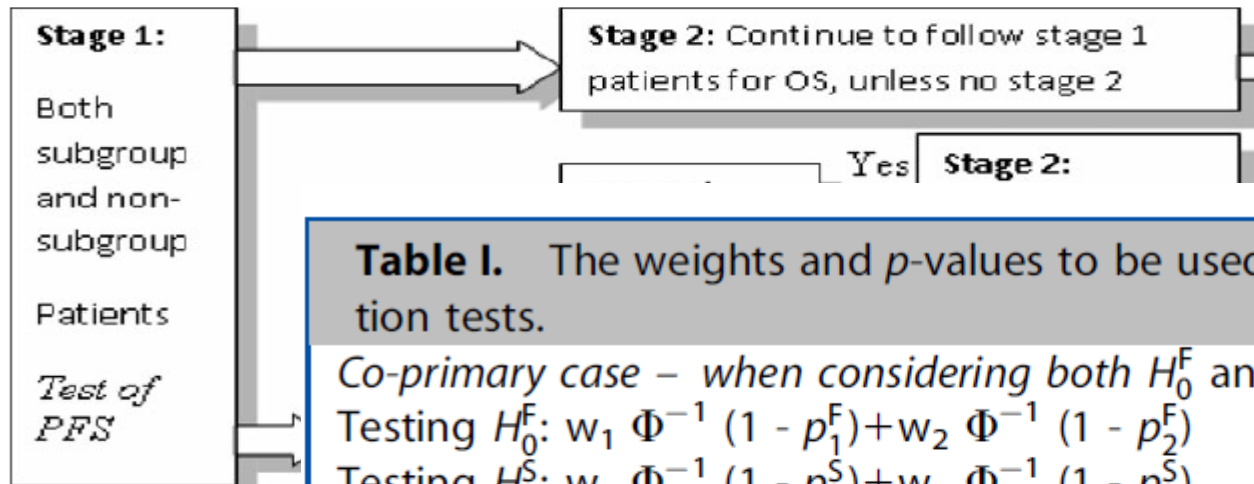 Stage 1:
Both
subgroup
and non-
subgroup
Patients
Test of
PFS
Stage 2: Continue to follow stage 1
patients for OS, unless no stage 2
Yes
Stage 2:
Table I. The weights and p-values to be used
tion tests.
Co-primary case – when considering both H₀ᶠ an
Testing H₀ᶠ: w₁ Φ⁻¹ (1 - p₁ᶠ)+w₂ Φ⁻¹ (1 - p₂ᶠ)
Testing